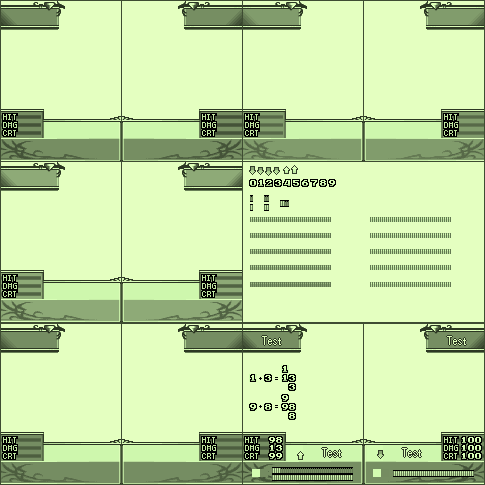 HIT HIT HIT HIT
DMG DMG DMG DMG
CRT CRT CRT CRT
0123456789
HIT HIT
DMG DMG
CRT CRT
Test Test
1
1·3=13
3
9
9·8=98
8
HIT HIT HIT 98 HIT 100
DMG DMG DMG 13 DMG 100
CRT CRT CRT 99 CRT 100
Test Test